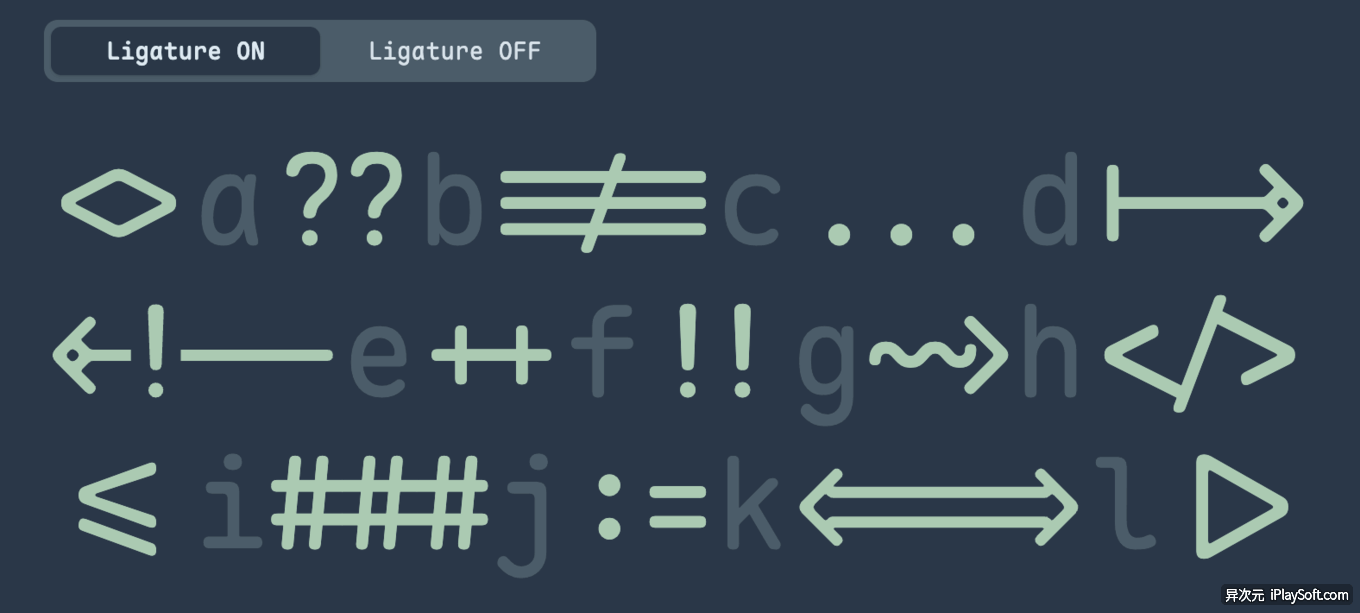 Ligature ON Ligature OFF
<>a??b!==c...d|->
<!--e++f!!g~>h</>
<=i###j:=k<=>l|>
异次元 iPlaySoft.com